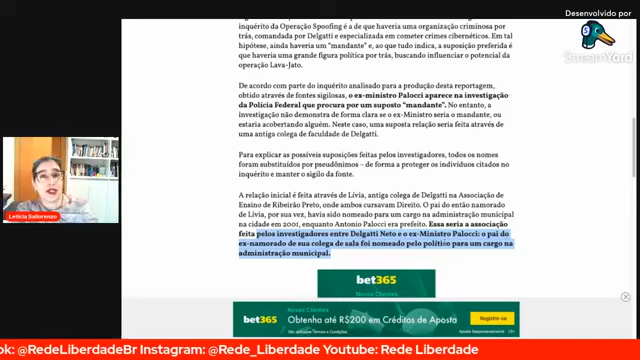 Desenvolvido por
StreamYard
inquérito da Operação Spoofing é a de que haveria uma organização criminosa por
trás, comandada por Delgatti e especializada em cometer crimes cibernéticos. Em tal
hipótese, ainda haveria um "mandante" e, ao que tudo indica, a suposição preferida é
que haveria uma grande figura política por trás, buscando influenciar o potencial da
operação Lava-Jato.
De acordo com parte do inquérito analisado para a produção desta reportagem,
obtido através de fontes sigilosas, o ex-ministro Palocci aparece na investigação
da Polícia Federal que procura por um suposto "mandante". No entanto, a
investigação não demonstra de forma clara se o ex-Ministro seria o mandante, ou
estaria acobertando alguém. Neste caso, uma suposta relação seria feita através de
uma antiga colega de faculdade de Delgatti.
Para explicar as possíveis suposições feitas pelos investigadores, todos os nomes
foram substituídos por pseudônimos – de forma a proteger os indivíduos citados no
inquérito e manter o sigilo da fonte.
A relação inicial é feita através de Lívia, antiga colega de Delgatti na Associação de
Ensino de Ribeirão Preto, onde ambos cursavam Direito. O pai do então namorado
de Lívia, por sua vez, havia sido nomeado para um cargo na administração municipal
na cidade em 2001, enquanto Antonio Palocci era prefeito. Essa seria a associação
feita pelos investigadores entre Delgatti Neto e o ex-Ministro Palocci: o pai do
ex-namorado de sua colega de sala foi nomeado pelo político para um cargo na
administração municipal.
Leticia Sallorenzo
bet365
Novos Clientes
bet365
Novos Clientes
Obtenha até R$200 em Créditos de Aposta
Registre-se
ok: @RedeLiberdadeBr Instagram: @Rede_Liberdade Youtube: Rede Liberdade